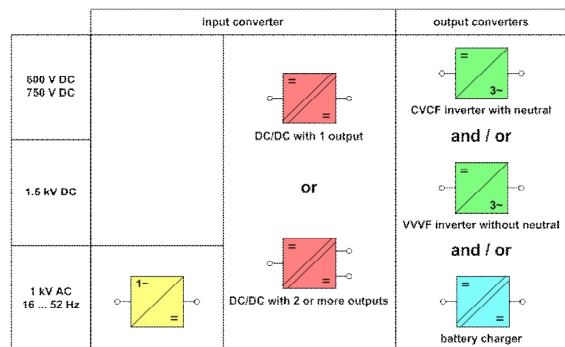 input converter
output converters
600 V DC
750 V DC
=
=
DC/DC with 1 output
=
3~
CVCF inverter with neutral
and / or
1.5 kV DC
or
=
3~
VVVF inverter without neutral
and / or
1 kV AC
16 ... 52 Hz
1~
=
=
=
DC/DC with 2 or more outputs
=
=
battery charger